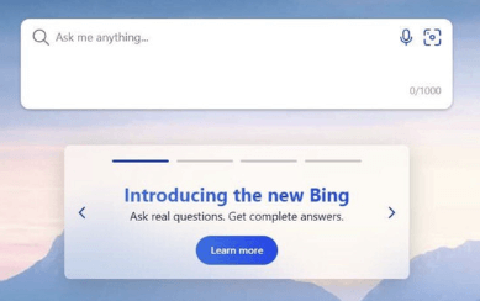 Ask me anything...
0/1000
Introducing the new Bing
Ask real questions. Get complete answers.
Learn more